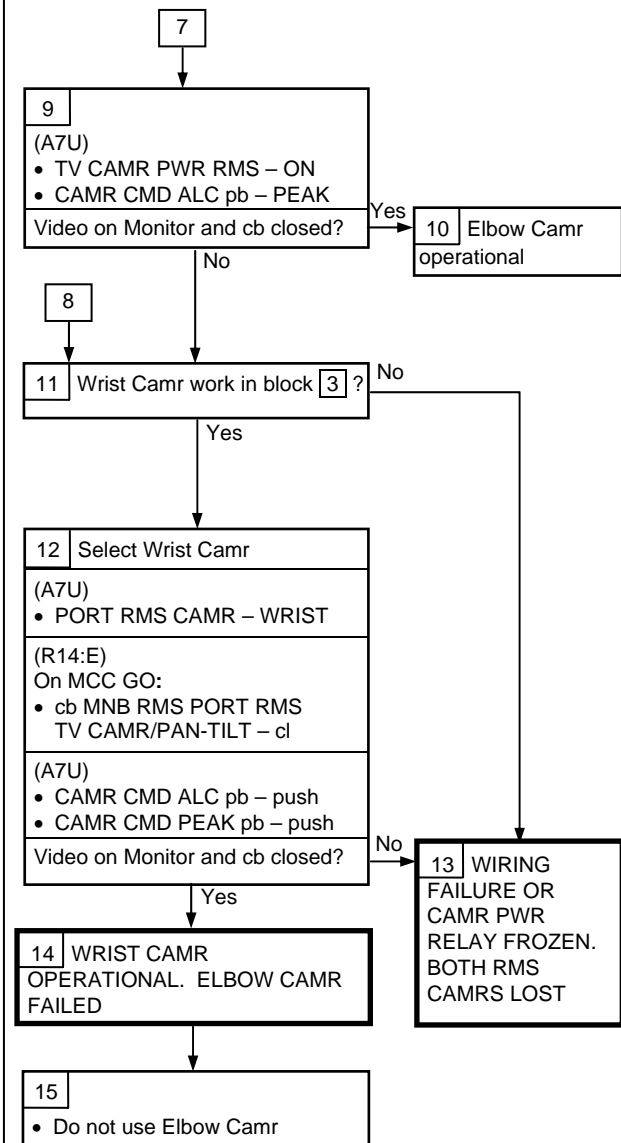 7
9
(A7U)
• TV CAMR PWR RMS – ON
• CAMR CMD ALC pb – PEAK
Video on Monitor and cb closed?
Yes
10 Elbow Camr
operational
No
8
11 Wrist Camr work in block 3 ?
No
Yes
12 Select Wrist Camr
(A7U)
• PORT RMS CAMR – WRIST
(R14:E)
On MCC GO:
• cb MNB RMS PORT RMS
TV CAMR/PAN-TILT – cl
(A7U)
• CAMR CMD ALC pb – push
• CAMR CMD PEAK pb – push
Video on Monitor and cb closed?
No
13 WIRING
FAILURE OR
CAMR PWR
RELAY FROZEN.
BOTH RMS
CAMRS LOST
Yes
14 WRIST CAMR
OPERATIONAL. ELBOW CAMR
FAILED
15
• Do not use Elbow Camr